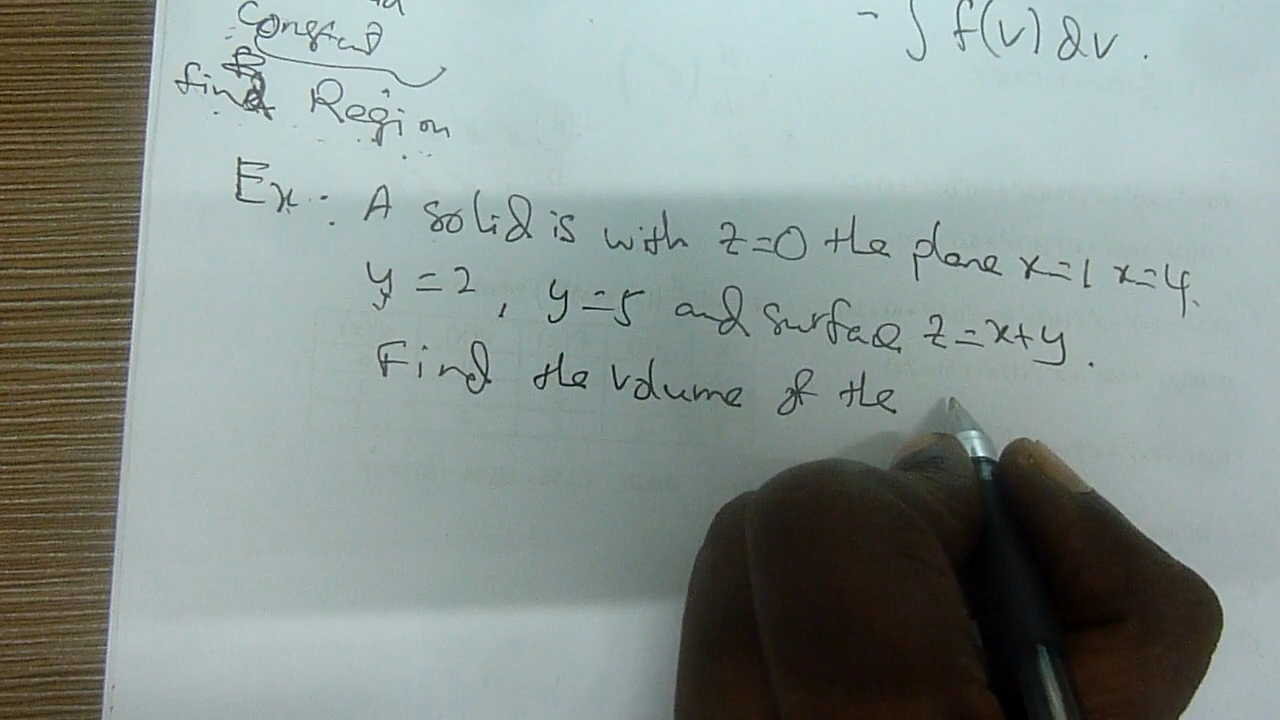 Constad
- ∫ f(v) dv.
find Region
Ex: A solid is with z=0 the plane x=1 x=4.
y=2, y=5 and surface z=x+y.
Find the volume of the